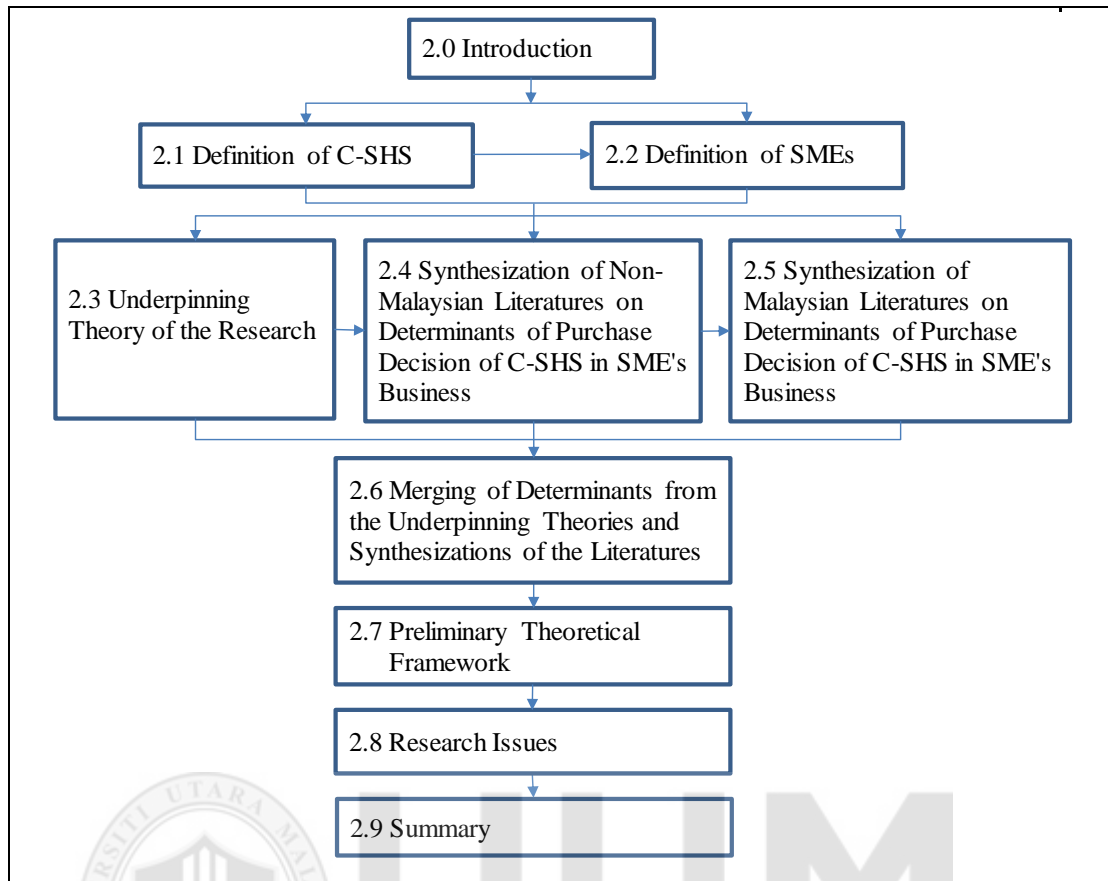 2.0 Introduction
2.1 Definition of C-SHS
2.2 Definition of SMEs
2.3 Underpinning
Theory of the Research
2.4 Synthesization of Non-
Malaysian Literatures on
Determinants of Purchase
Decision of C-SHS in SME's
Business
2.5 Synthesization of
Malaysian Literatures on
Determinants of Purchase
Decision of C-SHS in SME's
Business
2.6 Merging of Determinants from
the Underpinning Theories and
Synthesizations of the Literatures
2.7 Preliminary Theoretical
Framework
2.8 Research Issues
2.9 Summary
UTARA
UUM